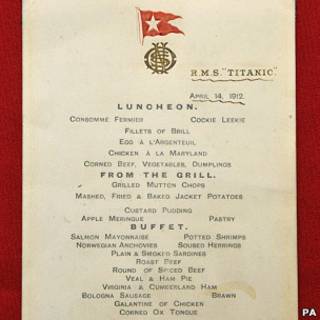 R.M.S. "TITANIC."
APRIL 14, 1912.
LUNCHEON.
CONSOMMÉ FERMIER COCKIE LEEKIE
FILLETS OF BRILL
EGG À L'ARGENTEUIL
CHICKEN À LA MARYLAND
CORNED BEEF, VEGETABLES, DUMPLINGS
FROM THE GRILL.
GRILLED MUTTON CHOPS
MASHED, FRIED & BAKED JACKET POTATOES
CUSTARD PUDDING
APPLE MERINGUE PASTRY
BUFFET.
SALMON MAYONNAISE POTTED SHRIMPS
NORWEGIAN ANCHOVIES SOUSED HERRINGS
PLAIN & SMOKED SARDINES
ROAST BEEF
ROUND OF SPICED BEEF
VEAL & HAM PIE
VIRGINIA & CUMBERLAND HAM
BOLOGNA SAUSAGE BRAWN
GALANTINE OF CHICKEN
CORNED OX TONGUE
PA